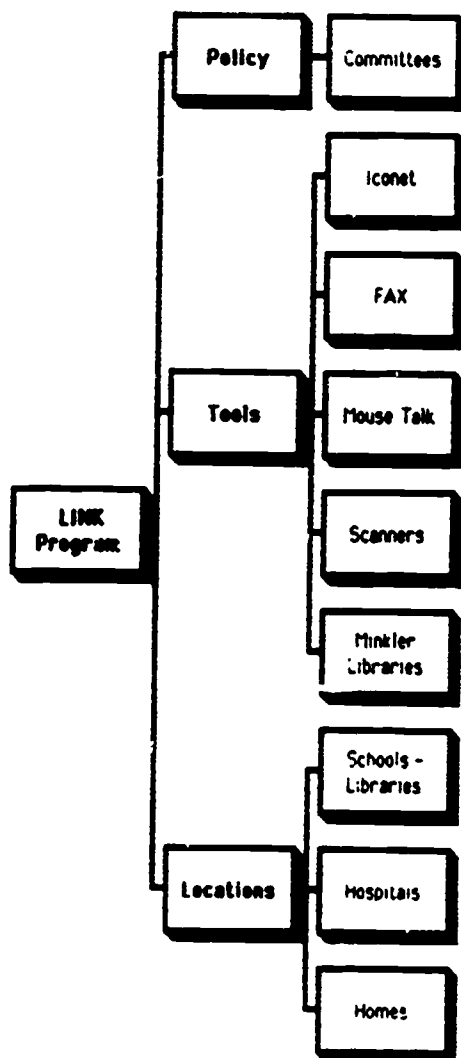 Policy
Committees
Iconet
FAX
Tools
Mouse Talk
LINK
Program
Scanners
Minkler
Libraries
Schools -
Libraries
Locations
Hospitals
Homes